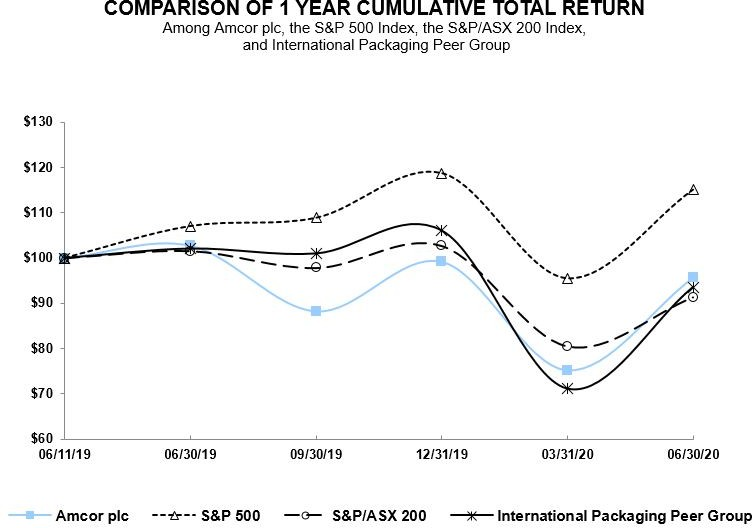 COMPARISON OF 1 YEAR CUMULATIVE TOTAL RETURN
Among Amcor plc, the S&P 500 Index, the S&P/ASX 200 Index,
and International Packaging Peer Group
$130
$120
$110
$100
$90
$80
$70
$60
06/11/19 06/30/19 09/30/19 12/31/19 03/31/20 06/30/20
Amcor plc S&P 500 S&P/ASX 200 International Packaging Peer Group